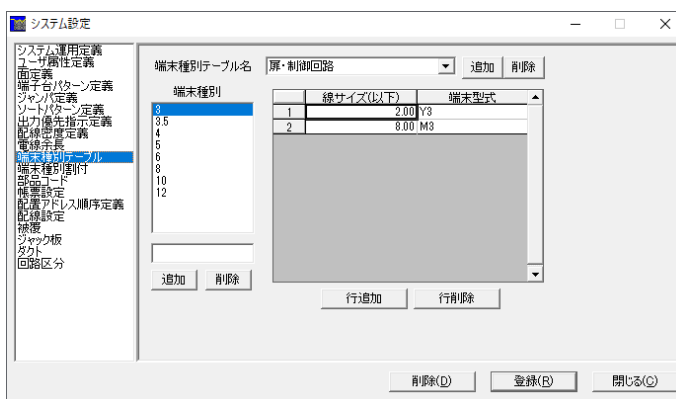 システム設定
システム運用定義
ユーザ属性定義
面定義
端子台パターン定義
ジャンパ定義
ソートパターン定義
出力優先指示定義
配線密度定義
電線余長
端末種別テーブル
端末種別割付
部品コード
帳票設定
配置アドレス順序定義
配線設定
被覆
ジャック板
ダクト
回路区分
端末種別テーブル名 扉・制御回路 追加 削除
端末種別
3
3.5
4
5
6
8
10
12
追加 削除
線サイズ(以下) 端末型式
1 2.00 Y3
2 8.00 M3
行追加 行削除
削除(D) 登録(R) 閉じる(C)